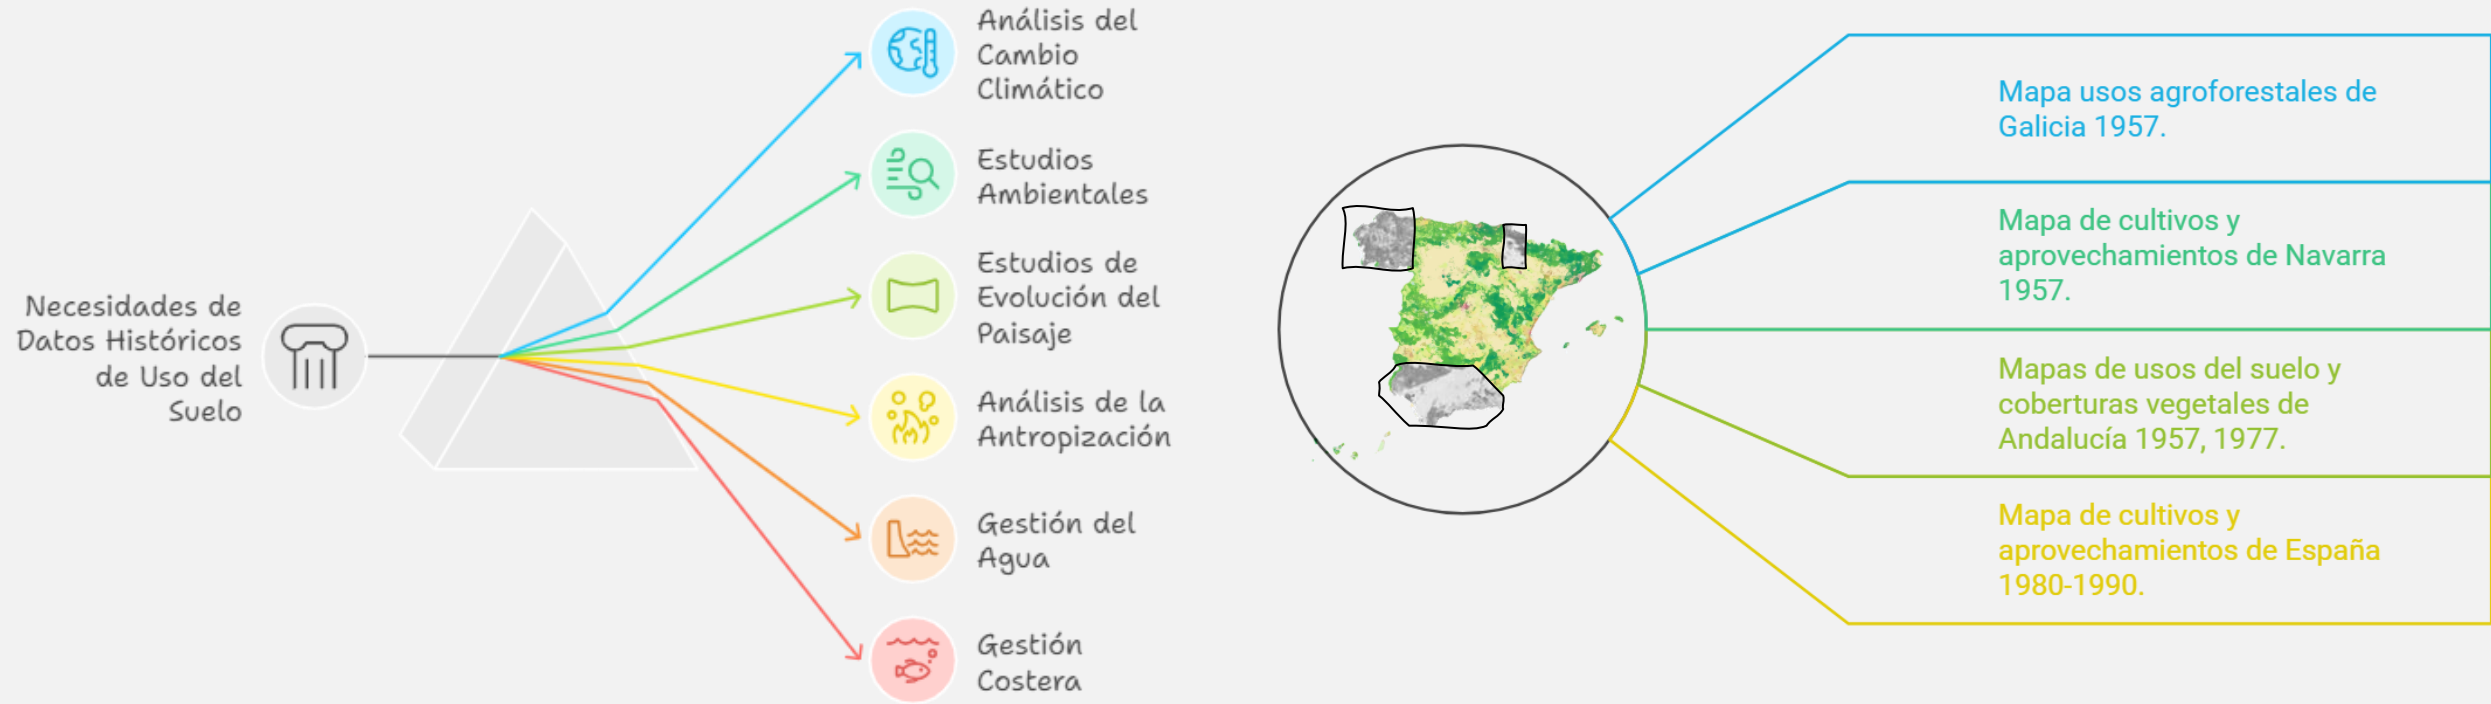 Necesidades de
Datos Históricos
de Uso del
Suelo
Análisis del
Cambio
Climático
Estudios
Ambientales
Estudios de
Evolución del
Paisaje
Análisis de la
Antropización
Gestión del
Agua
Gestión
Costera
Mapa usos agroforestales de
Galicia 1957.
Mapa de cultivos y
aprovechamientos de Navarra
1957.
Mapas de usos del suelo y
coberturas vegetales de
Andalucía 1957, 1977.
Mapa de cultivos y
aprovechamientos de España
1980-1990.